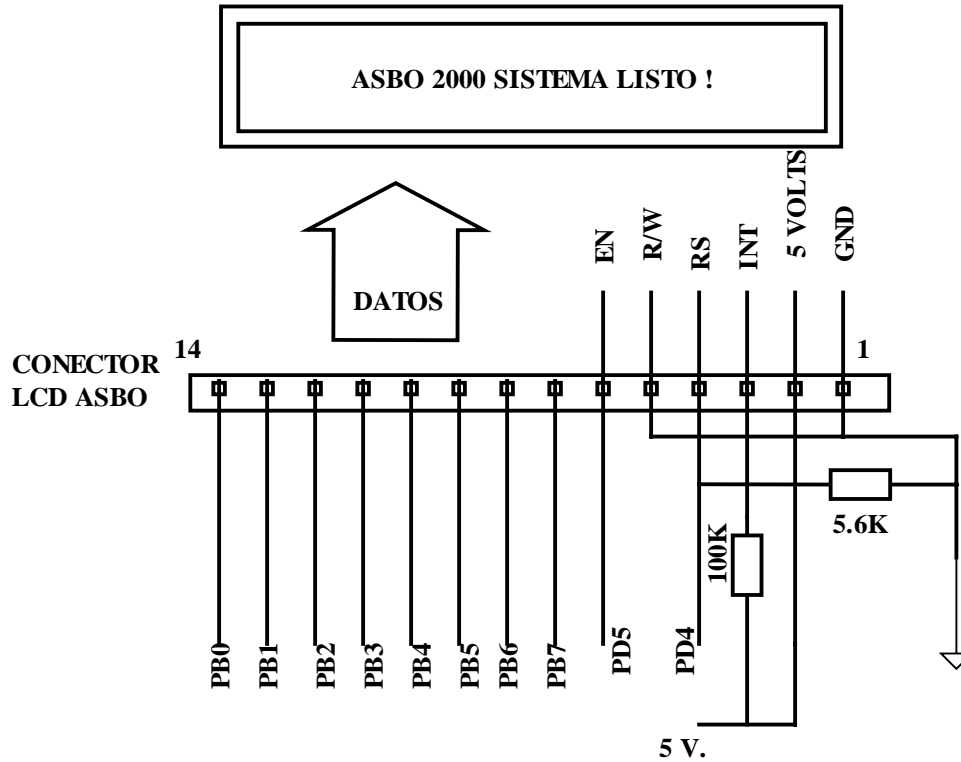 ASBO 2000 SISTEMA LISTO !
EN
R/W
RS
INT
5 VOLTS
GND
DATOS
14
1
CONECTOR
LCD ASBO
5.6K
100K
PB0
PB1
PB2
PB3
PB4
PB5
PB6
PB7
PD5
PD4
5 V.